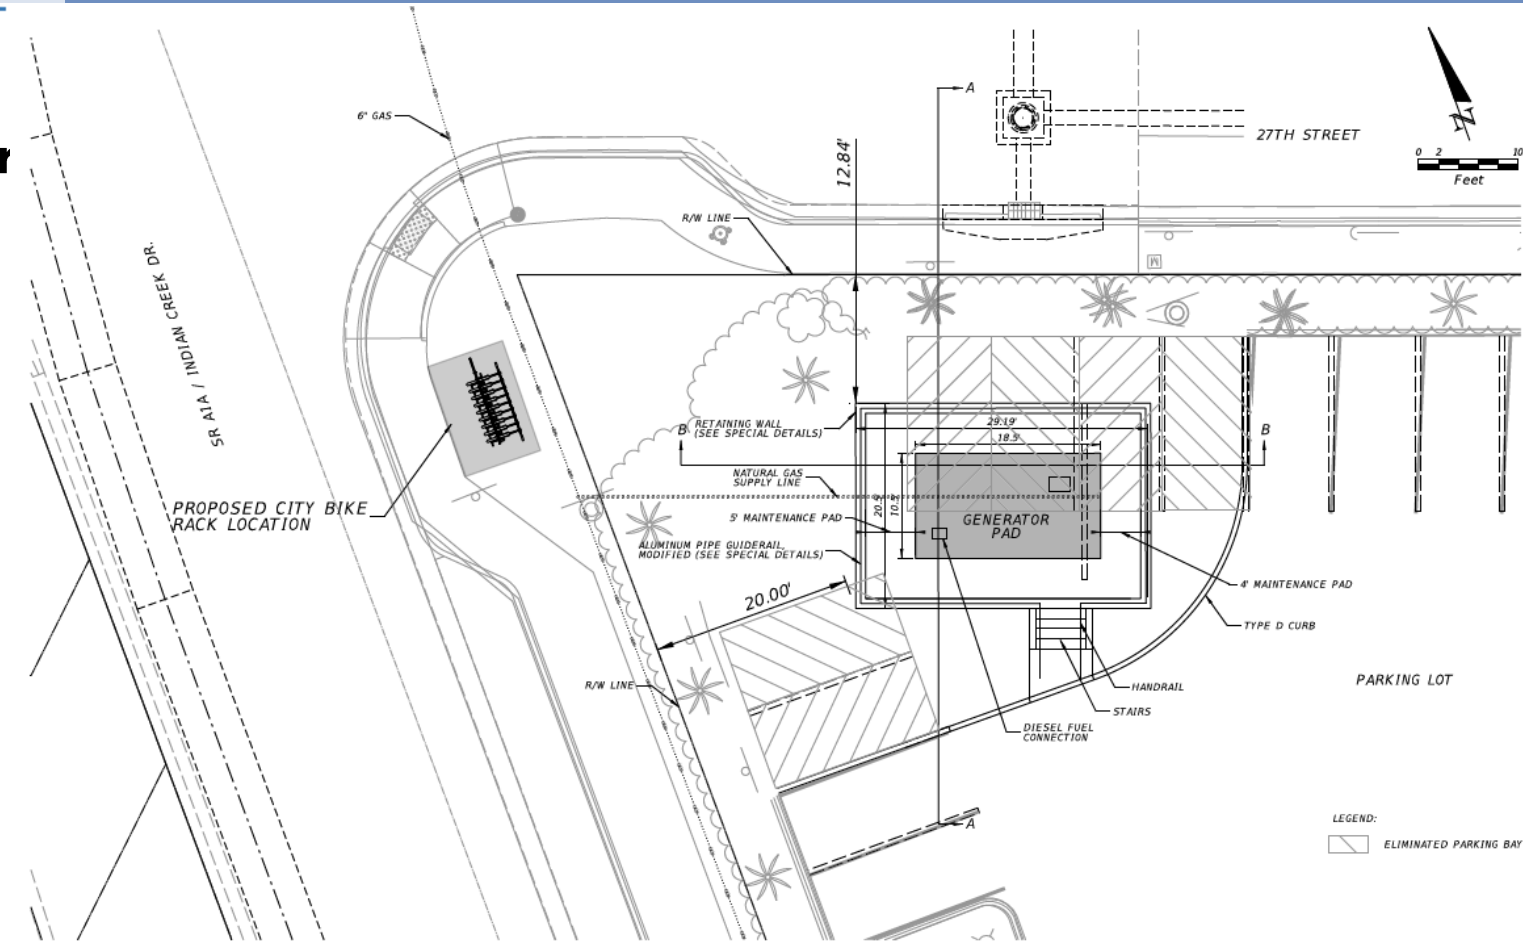 r
6" GAS
A
12.84'
27TH STREET
N
0 2 10
Feet
R/W LINE
M
SR A1A / INDIAN CREEK DR.
B
RETAINING WALL
(SEE SPECIAL DETAILS)
29.19'
18.5'
B
NATURAL GAS
SUPPLY LINE
20.5'
10.5'
PROPOSED CITY BIKE
RACK LOCATION
5' MAINTENANCE PAD
GENERATOR
PAD
ALUMINUM PIPE GUIDERAIL,
MODIFIED (SEE SPECIAL DETAILS)
20.00'
4' MAINTENANCE PAD
TYPE D CURB
R/W LINE
HANDRAIL
PARKING LOT
STAIRS
DIESEL FUEL
CONNECTION
A
LEGEND:
ELIMINATED PARKING BAY